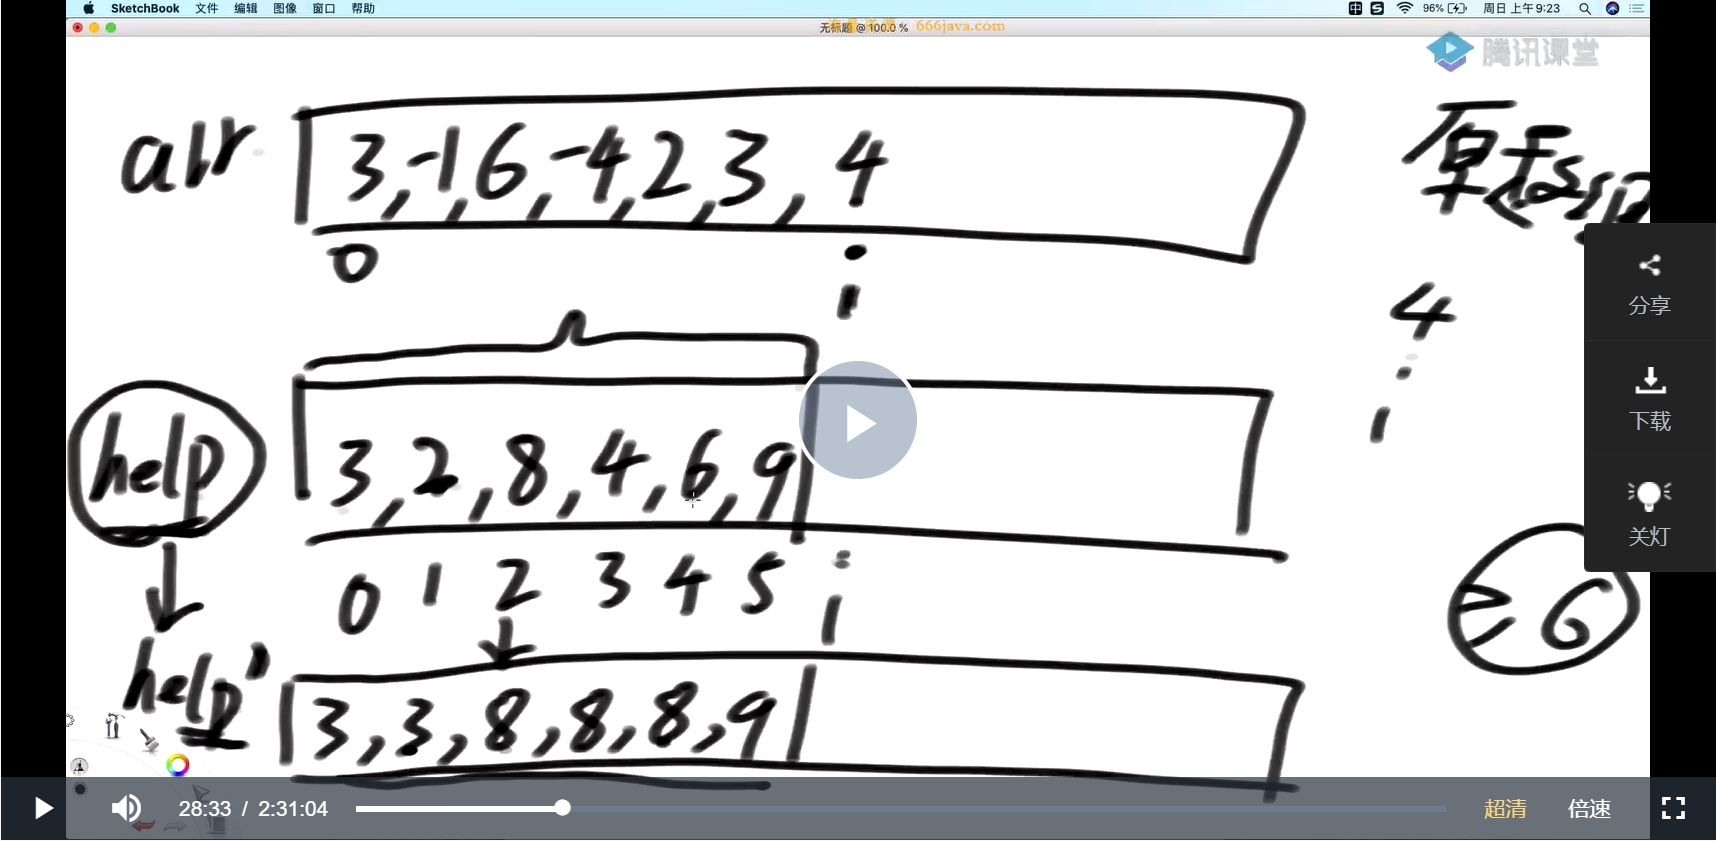 SketchBook 文件 编辑 图像 窗口 帮助 96% 周日 上午9:23
无标题 @ 100.0 % 666java.com
腾讯课堂
arr 3,-1,6,-4,2,3,4
0 i
4
i
分享
下载
关灯
help 3,2,8,4,6,9
0 1 2 3 4 5 i
≥6
help' 3,3,8,8,8,9
28:33 / 2:31:04 超清 倍速